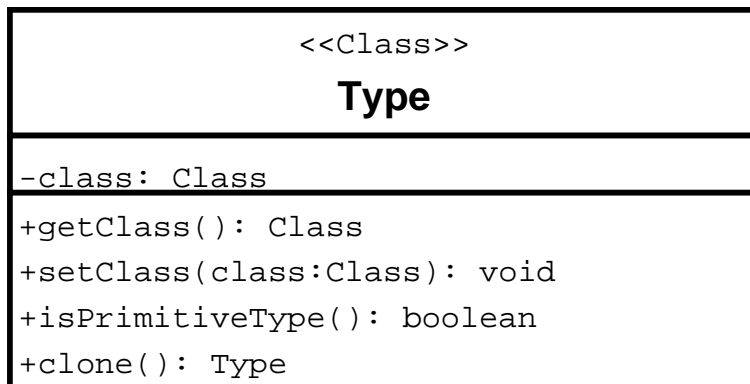 <<Class>>
Type
-class: Class
+getClass(): Class
+setClass(class:Class): void
+isPrimitiveType(): boolean
+clone(): Type